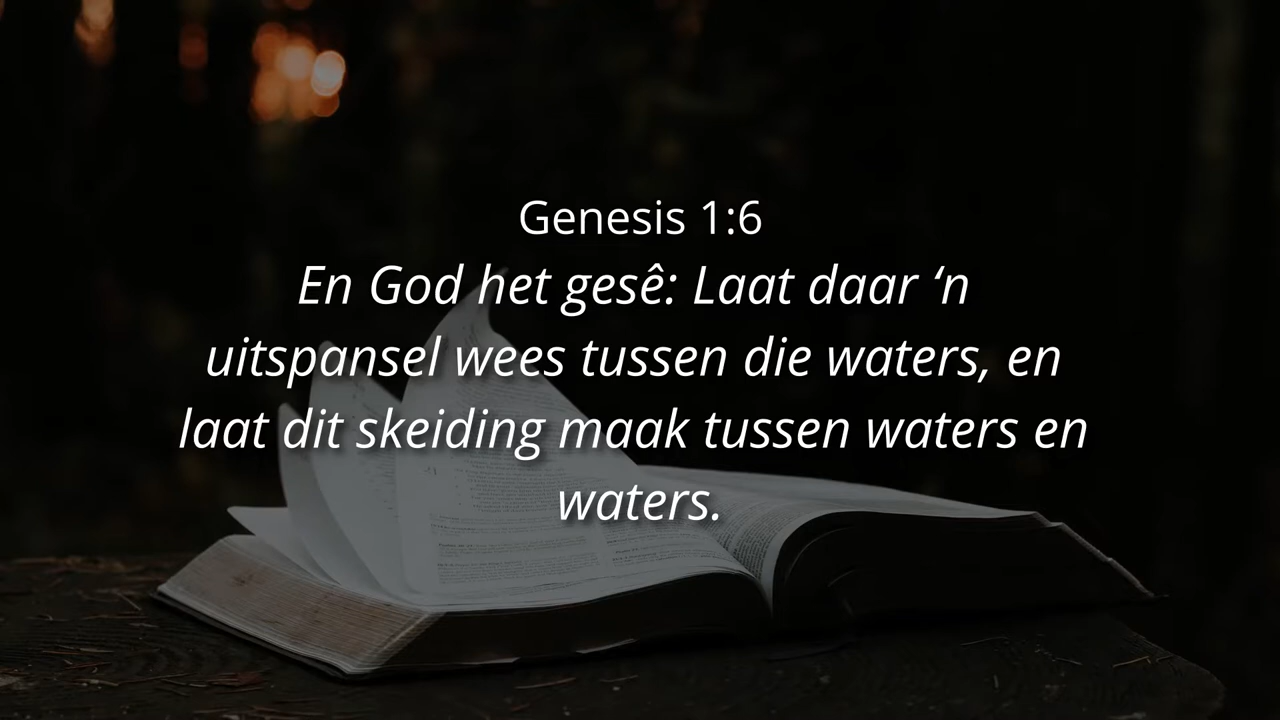 Genesis 1:6
En God het gesê: Laat daar ‘n
uitspansel wees tussen die waters, en
laat dit skeiding maak tussen waters en
waters.